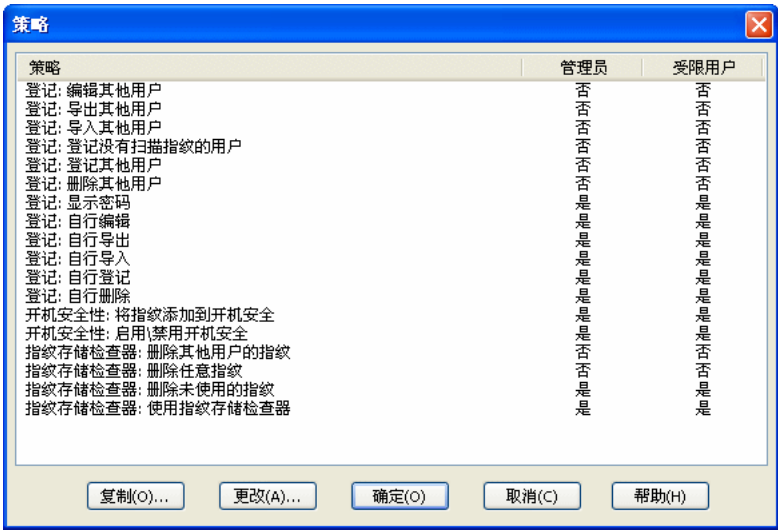 策略
策略 管理员 受限用户
登记: 编辑其他用户 否 否
登记: 导出其他用户 否 否
登记: 导入其他用户 否 否
登记: 登记没有扫描指纹的用户 否 否
登记: 登记其他用户 否 否
登记: 删除其他用户 否 否
登记: 显示密码 是 是
登记: 自行编辑 是 是
登记: 自行导出 是 是
登记: 自行导入 是 是
登记: 自行登记 是 是
登记: 自行删除 是 是
开机安全性: 将指纹添加到开机安全 是 是
开机安全性: 启用\禁用开机安全 是 是
指纹存储检查器: 删除其他用户的指纹 否 否
指纹存储检查器: 删除任意指纹 否 否
指纹存储检查器: 删除未使用的指纹 是 是
指纹存储检查器: 使用指纹存储检查器 是 是
复制(O)... 更改(A)... 确定(O) 取消(C) 帮助(H)